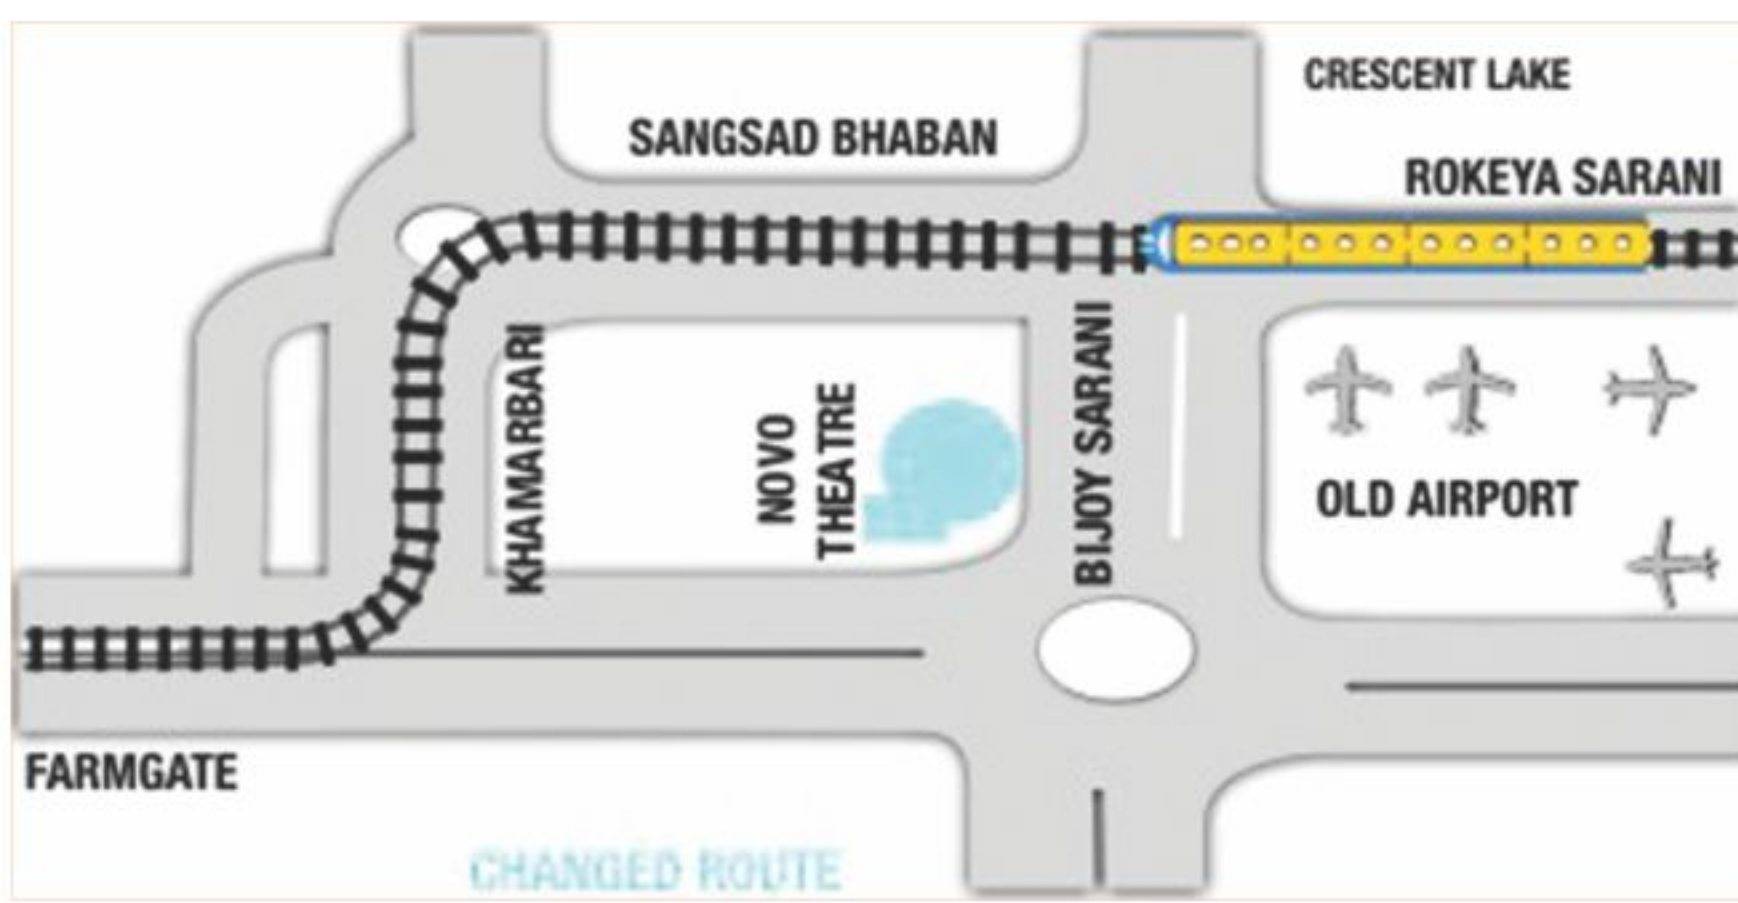 CRESCENT LAKE
SANGSAD BHABAN
ROKEYA SARANI
KHAMARBARI
NOVO
THEATRE
BIJOY SARANI
OLD AIRPORT
FARMGATE
CHANGED ROUTE